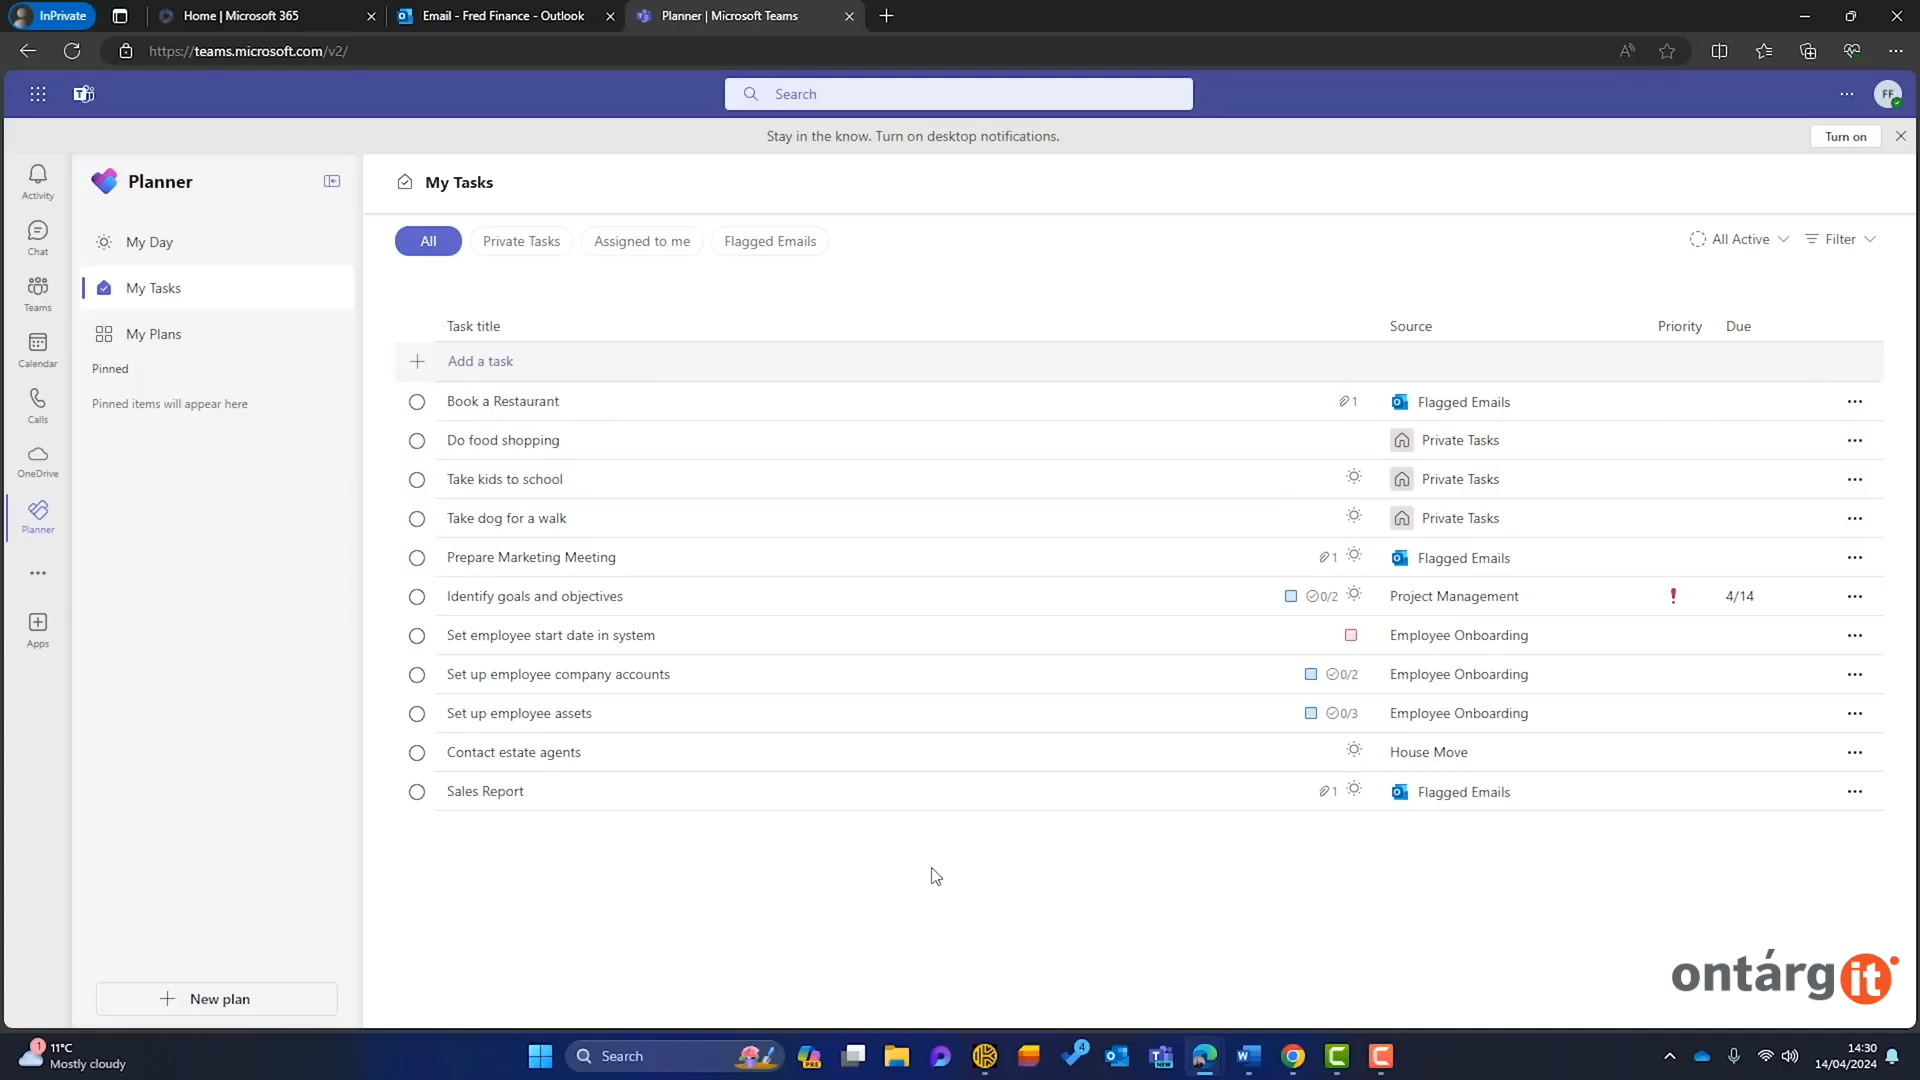 InPrivate
Home | Microsoft 365
Email - Fred Finance - Outlook
Planner | Microsoft Teams
https://teams.microsoft.com/v2/
Search
FF
Stay in the know. Turn on desktop notifications.
Turn on
Activity
Chat
Teams
Calendar
Calls
OneDrive
Planner
Apps
Planner
My Day
My Tasks
My Plans
Pinned
Pinned items will appear here
New plan
My Tasks
All
Private Tasks
Assigned to me
Flagged Emails
All Active
Filter
Task title Source Priority Due
Add a task
Book a Restaurant 1 Flagged Emails
Do food shopping Private Tasks
Take kids to school Private Tasks
Take dog for a walk Private Tasks
Prepare Marketing Meeting 1 Flagged Emails
Identify goals and objectives 0/2 Project Management 4/14
Set employee start date in system Employee Onboarding
Set up employee company accounts 0/2 Employee Onboarding
Set up employee assets 0/3 Employee Onboarding
Contact estate agents House Move
Sales Report 1 Flagged Emails
ontárgit
1
11°C
Mostly cloudy
Search
PRE
4
NEW
14:30
14/04/2024